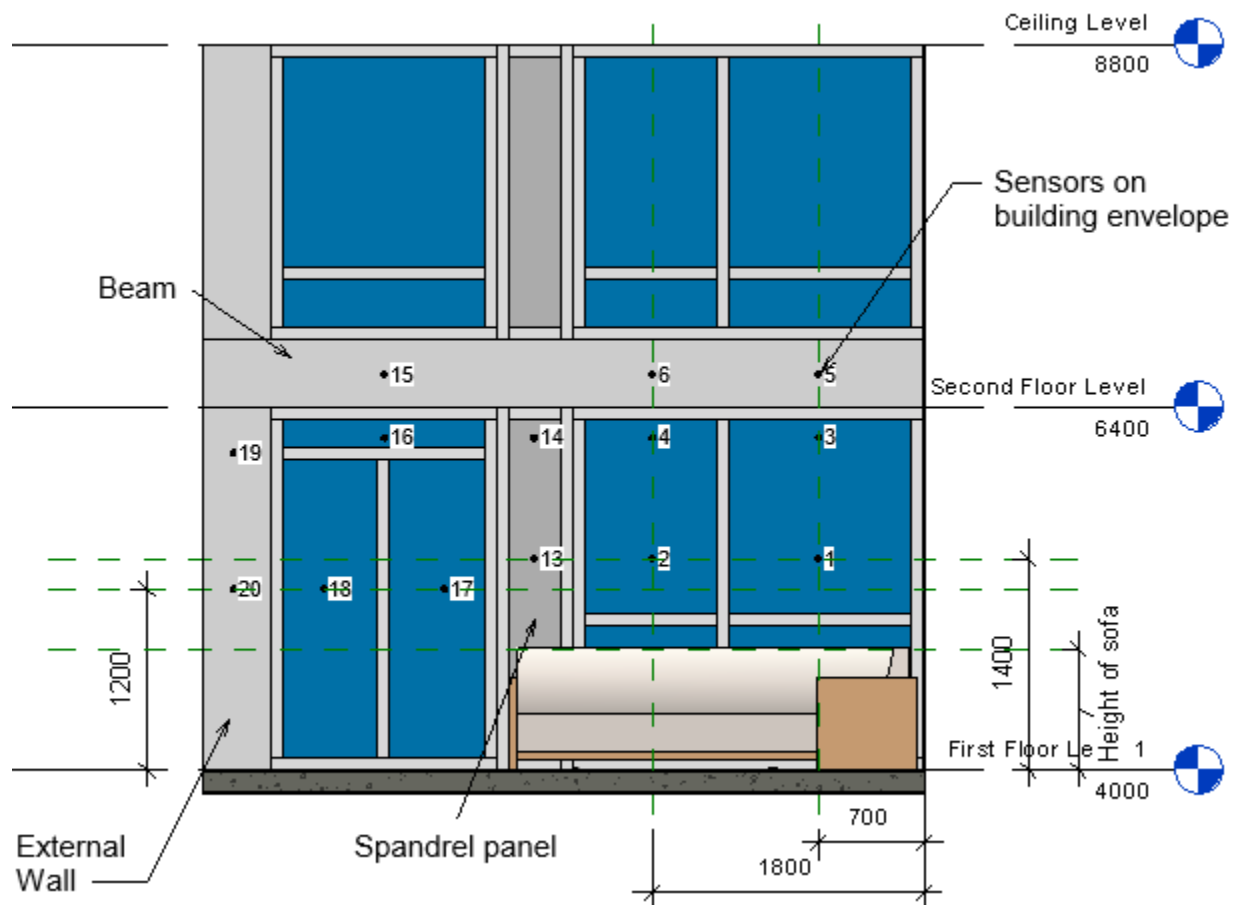 Ceiling Level
8800
Sensors on
building envelope
Beam
15
6
5
Second Floor Level
6400
16
14
4
3
19
13
2
1
20
18
17
1200
1400
Height of sofa
First Floor Le 1
4000
700
External
Wall
Spandrel panel
1800